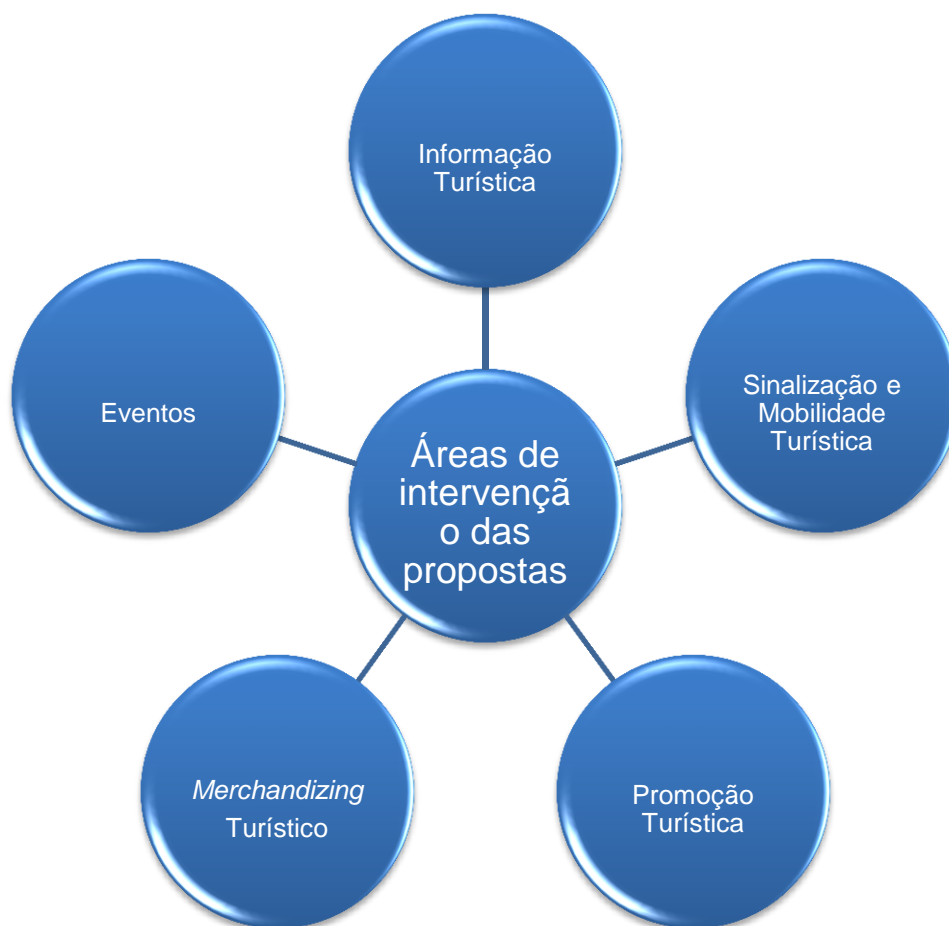 Informação
Turística
Eventos
Sinalização e
Mobilidade
Turística
Áreas de
intervençã
o das
propostas
Merchandizing
Turístico
Promoção
Turística